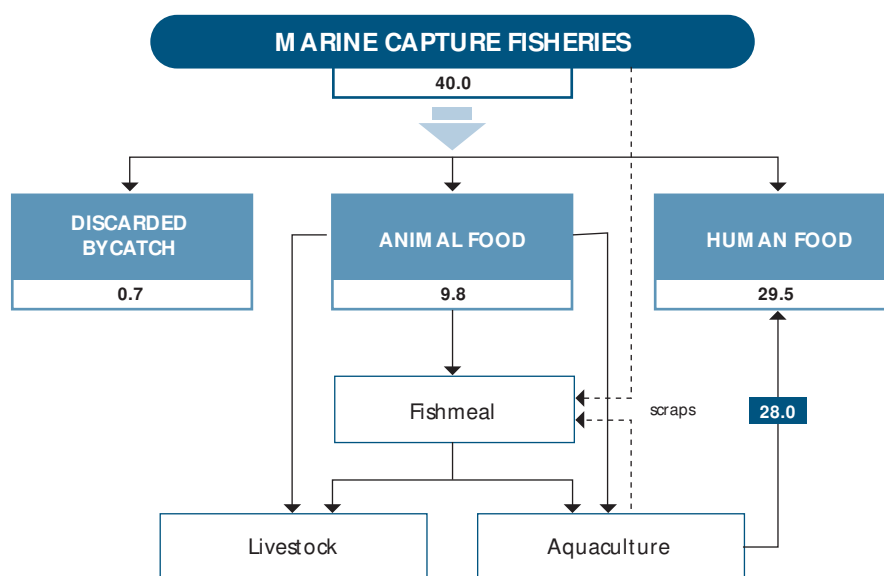 MARINE CAPTURE FISHERIES
40.0
DISCARDED
BYCATCH
0.7
ANIMAL FOOD
9.8
HUMAN FOOD
29.5
Fishmeal
scraps
28.0
Livestock
Aquaculture